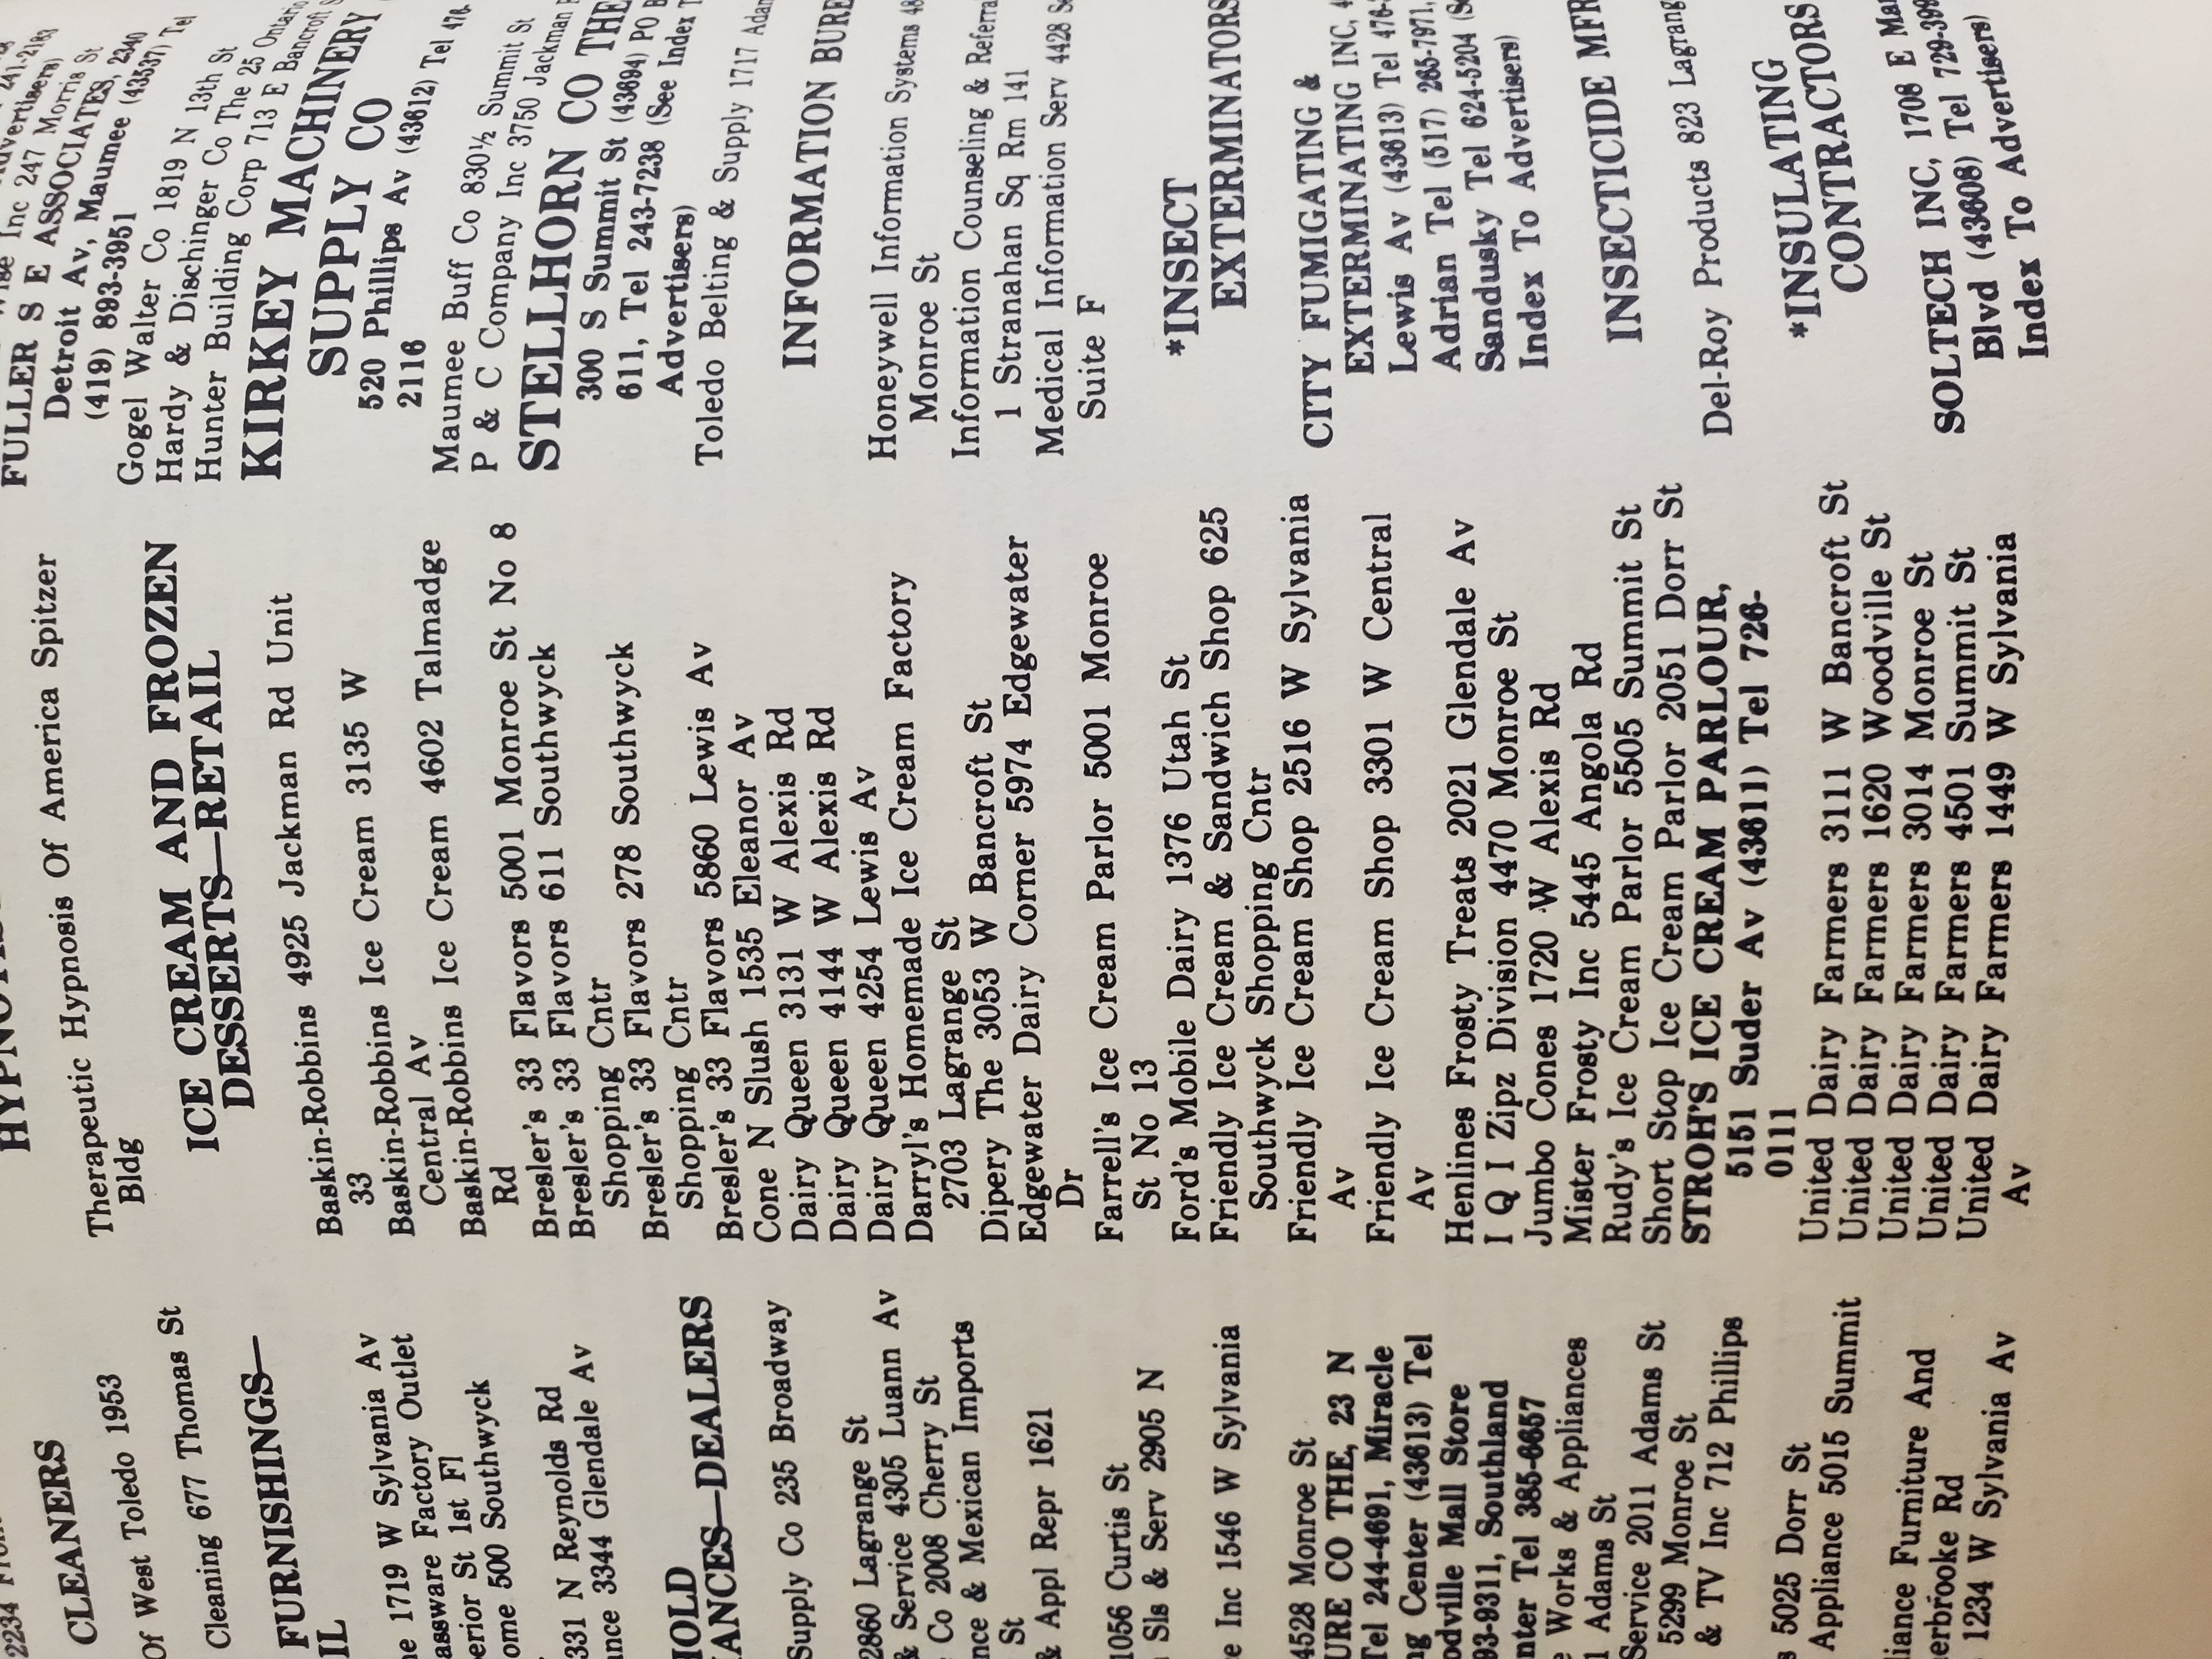 2234
CLEANERS
Of West Toledo 1953
Cleaning 677 Thomas St
FURNISHINGS—
IL
1719 W Sylvania Av
assware Factory Outlet
erior St 1st Fl
ome 500 Southwyck
331 N Reynolds Rd
ance 3344 Glendale Av
HOLD
ANCES—DEALERS
Supply Co 235 Broadway
2860 Lagrange St
& Service 4305 Luann Av
Co 2008 Cherry St
nce & Mexican Imports
St
& Appl Repr 1621
1056 Curtis St
Sls & Serv 2905 N
e Inc 1546 W Sylvania
4528 Monroe St
URE CO THE, 23 N
Tel 244-4691, Miracle
ng Center (43613) Tel
odville Mall Store
93-9311, Southland
nter Tel 385-6657
Works & Appliances
Adams St
Service 2011 Adams St
5299 Monroe St
& TV Inc 712 Phillips
s 5025 Dorr St
Appliance 5015 Summit
liance Furniture And
nerbrooke Rd
1234 W Sylvania Av
Therapeutic Hypnosis Of America Spitzer
Bldg
ICE CREAM AND FROZEN
DESSERTS—RETAIL
Baskin-Robbins 4925 Jackman Rd Unit
33
Baskin-Robbins Ice Cream 3135 W
Central Av
Baskin-Robbins Ice Cream 4602 Talmadge
Rd
Bresler's 33 Flavors 5001 Monroe St No 8
Bresler's 33 Flavors 611 Southwyck
Shopping Cntr
Bresler's 33 Flavors 278 Southwyck
Shopping Cntr
Bresler's 33 Flavors 5860 Lewis Av
Cone N Slush 1535 Eleanor Av
Dairy Queen 3131 W Alexis Rd
Dairy Queen 4144 W Alexis Rd
Dairy Queen 4254 Lewis Av
Darryl's Homemade Ice Cream Factory
2703 Lagrange St
Dipery The 3053 W Bancroft St
Edgewater Dairy Corner 5974 Edgewater
Dr
Farrell's Ice Cream Parlor 5001 Monroe
St No 13
Ford's Mobile Dairy 1376 Utah St
Friendly Ice Cream & Sandwich Shop 625
Southwyck Shopping Cntr
Friendly Ice Cream Shop 2516 W Sylvania
Av
Friendly Ice Cream Shop 3301 W Central
Av
Henlines Frosty Treats 2021 Glendale Av
I Q I Zipz Division 4470 Monroe St
Jumbo Cones 1720 W Alexis Rd
Mister Frosty Inc 5445 Angola Rd
Rudy's Ice Cream Parlor 5505 Summit St
Short Stop Ice Cream Parlor 2051 Dorr St
STROH'S ICE CREAM PARLOUR,
5151 Suder Av (43611) Tel 726-
0111
United Dairy Farmers 3111 W Bancroft St
United Dairy Farmers 1620 Woodville St
United Dairy Farmers 3014 Monroe St
United Dairy Farmers 4501 Summit St
United Dairy Farmers 1449 W Sylvania
Av
241-2163
Inc 247 Morris St
FULLER S E ASSOCIATES, 2340
Detroit Av, Maumee (43537) Tel
(419) 893-3951
Gogel Walter Co 1819 N 13th St
Hardy & Dischinger Co The 25 Ontario
Hunter Building Corp 713 E Bancroft S
KIRKEY MACHINERY
SUPPLY CO
520 Phillips Av (43612) Tel 476-
2116
Maumee Buff Co 830½ Summit St
P & C Company Inc 3750 Jackman
STELLHORN CO THE
300 S Summit St (43694) PO B
611, Tel 243-7238 (See Index T
Advertisers)
Toledo Belting & Supply 1717 Adam
INFORMATION BURE
Honeywell Information Systems 48
Monroe St
Information Counseling & Referra
1 Stranahan Sq Rm 141
Medical Information Serv 4428 Se
Suite F
*INSECT
EXTERMINATORS
CITY FUMIGATING &
EXTERMINATING INC, 4
Lewis Av (43613) Tel 476-
Adrian Tel (517) 265-7971,
Sandusky Tel 624-5204 (Se
Index To Advertisers)
INSECTICIDE MFR
Del-Roy Products 823 Lagrang
*INSULATING
CONTRACTORS
SOLTECH INC, 1708 E Ma
Blvd (43608) Tel 729-399
Index To Advertisers)